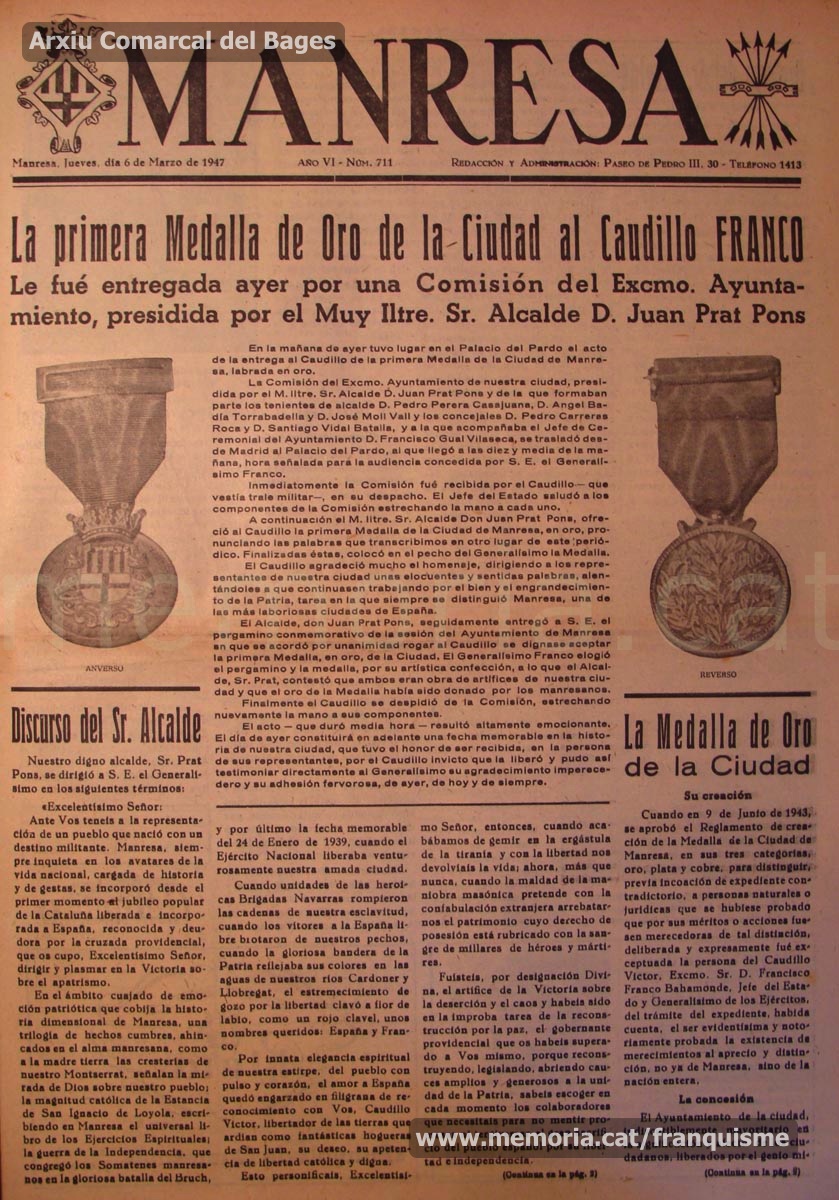 Arxiu Comarcal del Bages
MANRESA
Manresa, Jueves, día 6 de Marzo de 1947
AÑO VI - NÚM. 711
REDACCIÓN Y ADMINISTRACIÓN: PASEO DE PEDRO III, 30 - TELÉFONO 1413
La primera Medalla de Oro de la Ciudad al Caudillo FRANCO
Le fué entregada ayer por una Comisión del Excmo. Ayunta-
miento, presidida por el Muy Iltre. Sr. Alcalde D. Juan Prat Pons
En la mañana de ayer tuvo lugar en el Palacio del Pardo el acto
de la entrega al Caudillo de la primera Medalla de la Ciudad de Manre-
sa, labrada en oro.
La Comisión del Excmo. Ayuntamiento de nuestra ciudad, presi-
dida por el M. Iltre. Sr. Alcalde D. Juan Prat Pons y de la que formaban
parte los tenientes de alcalde D. Pedro Perera Casajuana, D. Angel Ba-
día Torrabadella y D. José Moll Vall y los concejales D. Pedro Carreras
Roca y D. Santiago Vidal Batalla, y a la que acompañaba el Jefe de Ce-
remonial del Ayuntamiento D. Francisco Gual Vilaseca, se trasladó des-
de Madrid al Palacio del Pardo, al que llegó a las diez y media de la ma-
ñana, hora señalada para la audiencia concedida por S. E. el Generalí-
simo Franco.
Inmediatamente la Comisión fué recibida por el Caudillo—que
vestía traje militar—, en su despacho. El Jefe del Estado saludó a los
componentes de la Comisión estrechando la mano a cada uno.
A continuación el M. Iltre. Sr. Alcalde Don Juan Prat Pons, ofre-
ció al Caudillo la primera Medalla de la Ciudad de Manresa, en oro, pro-
nunciando las palabras que transcribimos en otro lugar de este perió-
dico. Finalizadas éstas, colocó en el pecho del Generalísimo la Medalla.
El Caudillo agradeció mucho el homenaje, dirigiendo a los repre-
sentantes de nuestra ciudad unas elocuentes y sentidas palabras, alen-
tándoles a que continuasen trabajando por el bien y el engrandecimien-
to de la Patria, tarea en la que siempre se distinguió Manresa, una de
las más laboriosas ciudades de España.
El Alcalde, don Juan Prat Pons, seguidamente entregó a S. E. el
pergamino conmemorativo de la sesión del Ayuntamiento de Manresa
en que se acordó por unanimidad rogar al Caudillo se dignase aceptar
la primera Medalla, en oro, de la Ciudad. El Generalísimo Franco elogió
el pergamino y la medalla, por su artística confección, a lo que el Alcal-
de, Sr. Prat, contestó que ambos eran obra de artífices de nuestra ciu-
dad y que el oro de la Medalla había sido donado por los manresanos.
Finalmente el Caudillo se despidió de la Comisión, estrechando
nuevamente la mano a sus componentes.
El acto — que duró media hora — resultó altamente emocionante.
El día de ayer constituirá en adelante una fecha memorable en la histo-
ria de nuestra ciudad, que tuvo el honor de ser recibida, en la persona
de sus representantes, por el Caudillo invicto que la liberó y pudo así
testimoniar directamente al Generalísimo su agradecimiento imperece-
dero y su adhesión fervorosa, de ayer, de hoy y de siempre.
ANVERSO
REVERSO
Discurso del Sr. Alcalde
Nuestro digno alcalde, Sr. Prat
Pons, se dirigió a S. E. el Generalí-
simo en los siguientes términos:
«Excelentísimo Señor:
Ante Vos teneis a la representa-
ción de un pueblo que nació con un
destino militante. Manresa, siem-
pre inquieta en los avatares de la
vida nacional, cargada de historia
y de gestas, se incorporó desde el
primer momento al jubileo popular
de la Cataluña liberada e incorpo-
rada a España, reconocida y deu-
dora por la cruzada providencial,
que os cupo, Excelentísimo Señor,
dirigir y plasmar en la Victoria so-
bre el apatrismo.
En el ámbito cuajado de emo-
ción patriótica que cobija la histo-
ria dimensional de Manresa, una
trilogía de hechos cumbres, ahin-
cados en el alma manresana, como
a la madre tierra las cresterías de
nuestro Montserrat, señalan la mi-
rada de Dios sobre nuestro pueblo;
la magnitud católica de la Estancia
de San Ignacio de Loyola, escri-
biendo en Manresa el universal li-
bro de los Ejercicios Espirituales;
la guerra de la Independencia, que
congregó los Somatenes manresa-
nos en la gloriosa batalla del Bruch,
y por último la fecha memorable
del 24 de Enero de 1939, cuando el
Ejército Nacional liberaba ventu-
rosamente nuestra amada ciudad.
Cuando unidades de las heroi-
cas Brigadas Navarras rompieron
las cadenas de nuestra esclavitud,
cuando los vítores a la España li-
bre brotaron de nuestros pechos,
cuando la gloriosa bandera de la
Patria reflejaba sus colores en las
aguas de nuestros ríos Cardoner y
Llobregat, el estremecimiento de
gozo por la libertad clavó a flor de
labio, como un rojo clavel, unos
nombres queridos: España y Fran-
co.
Por innata elegancia espiritual
de nuestra estirpe, del pueblo con
pulso y corazón, el amor a España
quedó engarzado en filigrana de re-
conocimiento con Vos, Caudillo
Víctor, libertador de las tierras que
ardían como fantásticas hogueras
de San Juan, su deseo, su apeten-
cia de libertad católica y digna.
Esto personificais, Excelentísi-
mo Señor, entonces, cuando aca-
bábamos de gemir en la ergástula
de la tiranía y con la libertad nos
devolviais la vida; ahora, más que
nunca, cuando la maldad de la ma-
niobra masónica pretende con la
confabulación extranjera arrebatar-
nos el patrimonio cuyo derecho de
posesión está rubricado con la san-
gre de millares de héroes y márti-
res.
Fuisteis, por designación Divi-
na, el artífice de la Victoria sobre
la deserción y el caos y habeis sido
en la improba tarea de la recons-
trucción por la paz, el gobernante
providencial que os habeis supera-
do a Vos mismo, porque recons-
truyendo, legislando, abriendo cau-
ces amplios y generosos a la uni-
dad de la Patria, sabeis escoger en
cada momento los colaboradores
que necesitais para no mentir
cio del pueblo español por su liber-
tad e independencia.
(Continua en la pág. 2)
La Medalla de Oro
de la Ciudad
Su creación
Cuando en 9 de Junio de 1943,
se aprobó el Reglamento de crea-
ción de la Medalla de la Ciudad de
Manresa, en sus tres categorías,
oro, plata y cobre, para distinguir,
previa incoación de expediente con-
tradictorio, a personas naturales o
jurídicas que se hubiese probado
que por sus méritos o acciones fue-
sen merecedoras de tal distinción,
deliberada y expresamente fué ex-
ceptuada la persona del Caudillo
Víctor, Excmo. Sr. D. Francisco
Franco Bahamonde, Jefe del Esta-
do y Generalísimo de los Ejércitos,
del trámite del expediente, habida
cuenta, el ser evidentísima y noto-
riamente probada la existencia de
merecimientos al aprecio y distin-
ción, no ya de Manresa, sino de la
nación entera.
La concesión
El Ayuntamiento de la ciudad,
ciudadanos, liberados por el genio mi-
(Continua en la pág. 2)
www.memoria.cat/franquisme